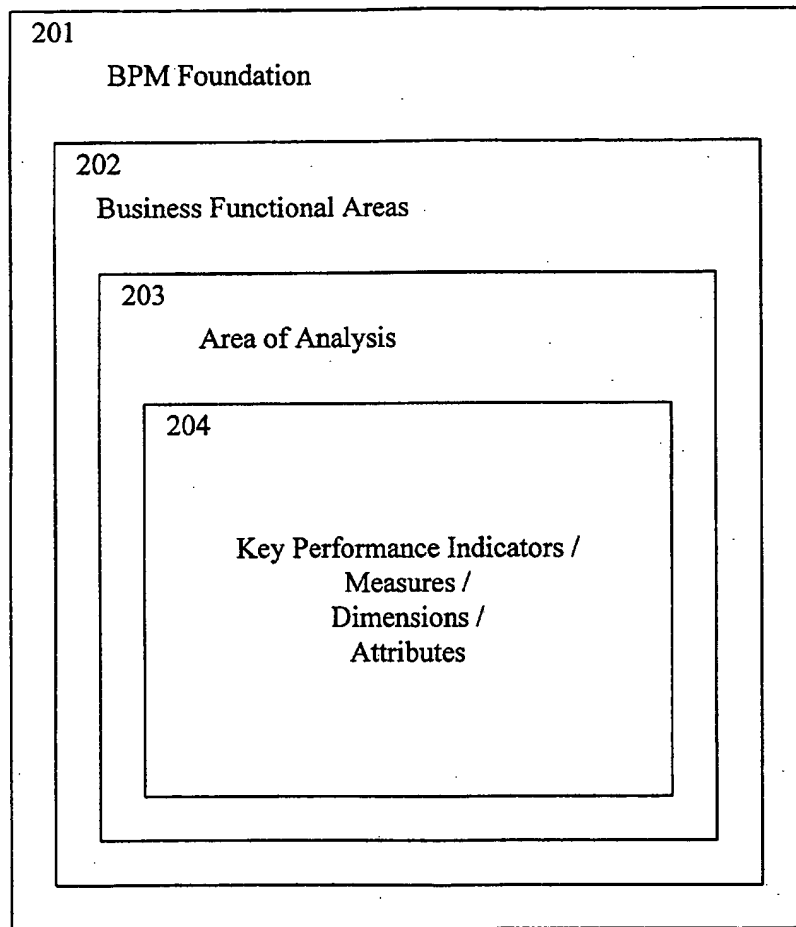 201
BPM Foundation
202
Business Functional Areas
203
Area of Analysis
204
Key Performance Indicators /
Measures /
Dimensions /
Attributes